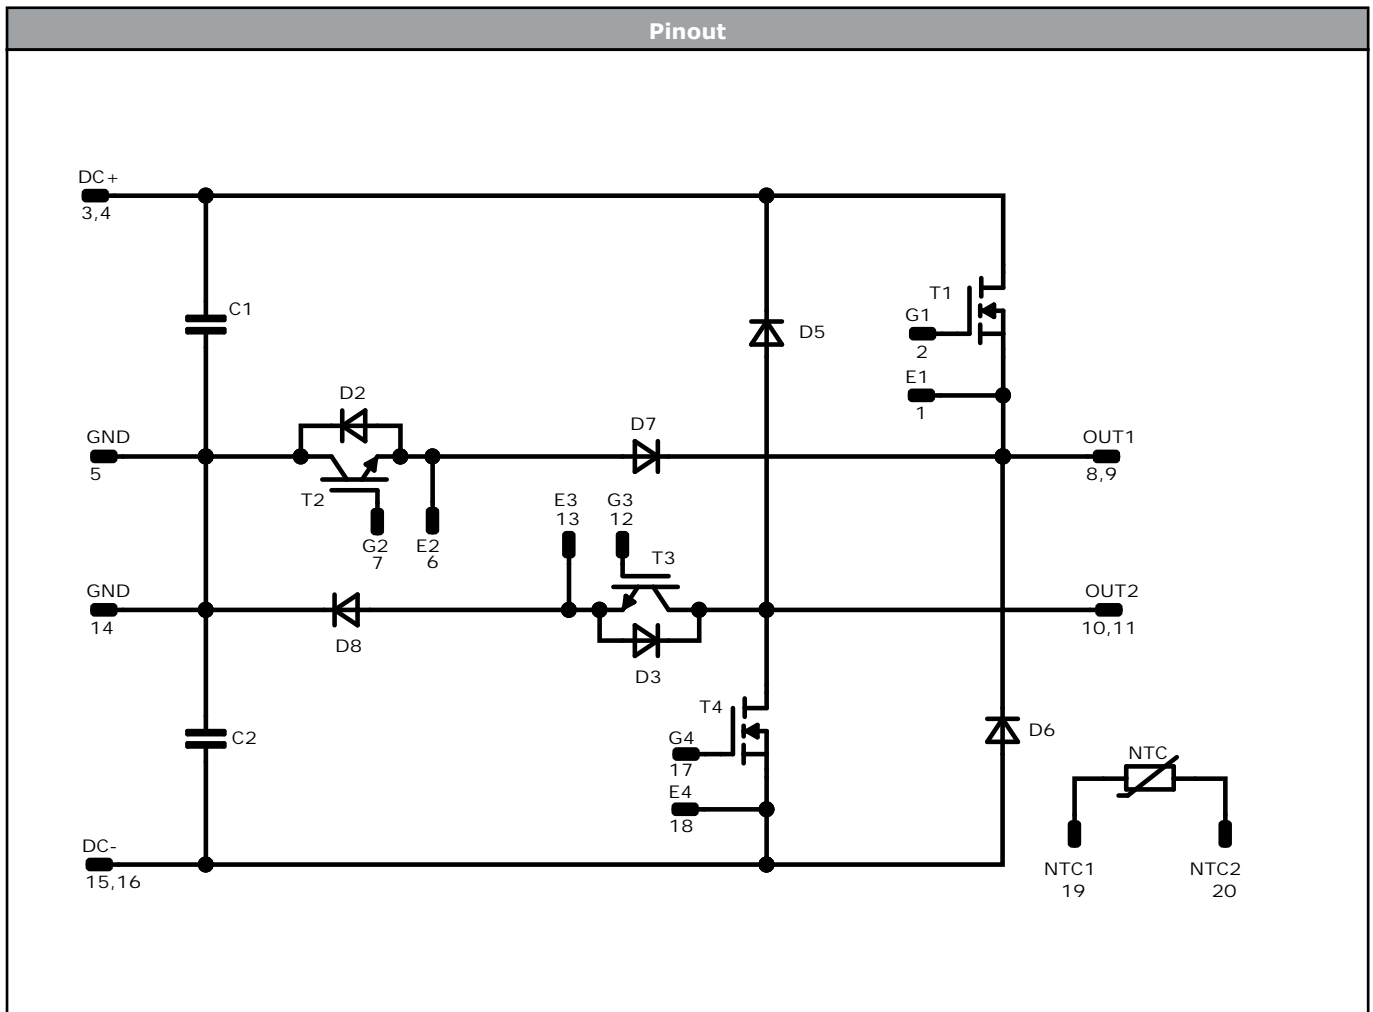 Pinout
DC+
3,4
C1
D5
T1
G1
2
E1
1
D2
GND
5
T2
G2
7
E2
6
D7
OUT1
8,9
E3
13
G3
12
T3
GND
14
D8
D3
OUT2
10,11
C2
T4
G4
17
E4
18
D6
NTC
DC-
15,16
NTC1
19
NTC2
20